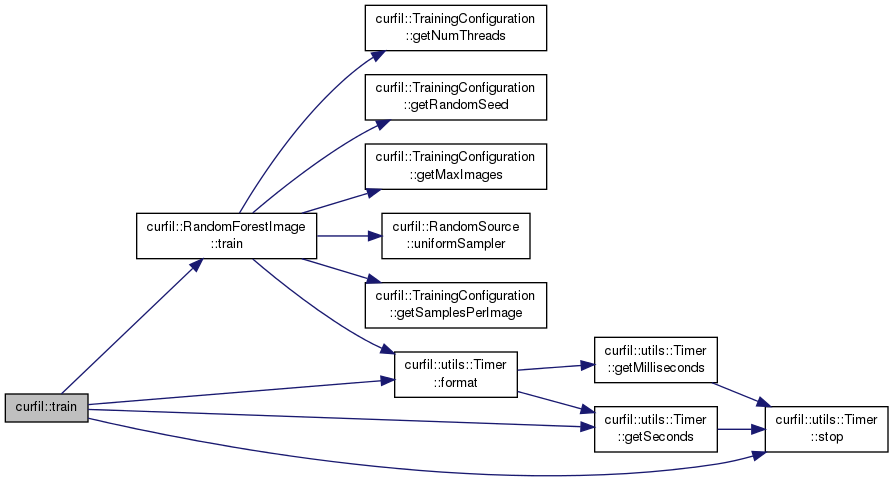 curfil::TrainingConfiguration
::getNumThreads
curfil::TrainingConfiguration
::getRandomSeed
curfil::TrainingConfiguration
::getMaxImages
curfil::RandomForestImage
::train
curfil::RandomSource
::uniformSampler
curfil::TrainingConfiguration
::getSamplesPerImage
curfil::utils::Timer
::format
curfil::utils::Timer
::getMilliseconds
curfil::train
curfil::utils::Timer
::getSeconds
curfil::utils::Timer
::stop